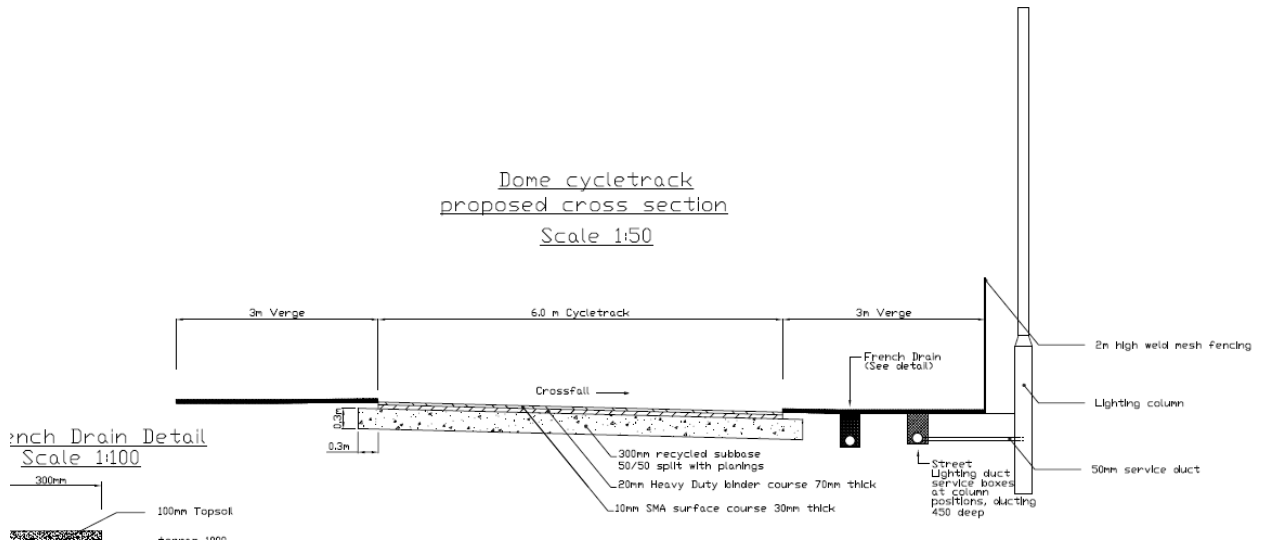 Dome cycletrack
proposed cross section
Scale 1:50
3m Verge
6.0 m Cycletrack
3m Verge
2m high weld mesh fencing
French Drain
(See detail)
Crossfall
Lighting column
0.3m
0.3m
300mm recycled subbase
50/50 split with planings
20mm Heavy Duty binder course 70mm thick
10mm SMA surface course 30mm thick
Street
Lighting duct
service boxes
at column
positions, ducting
450 deep
50mm service duct
ench Drain Detail
Scale 1:100
300mm
100mm Topsoil